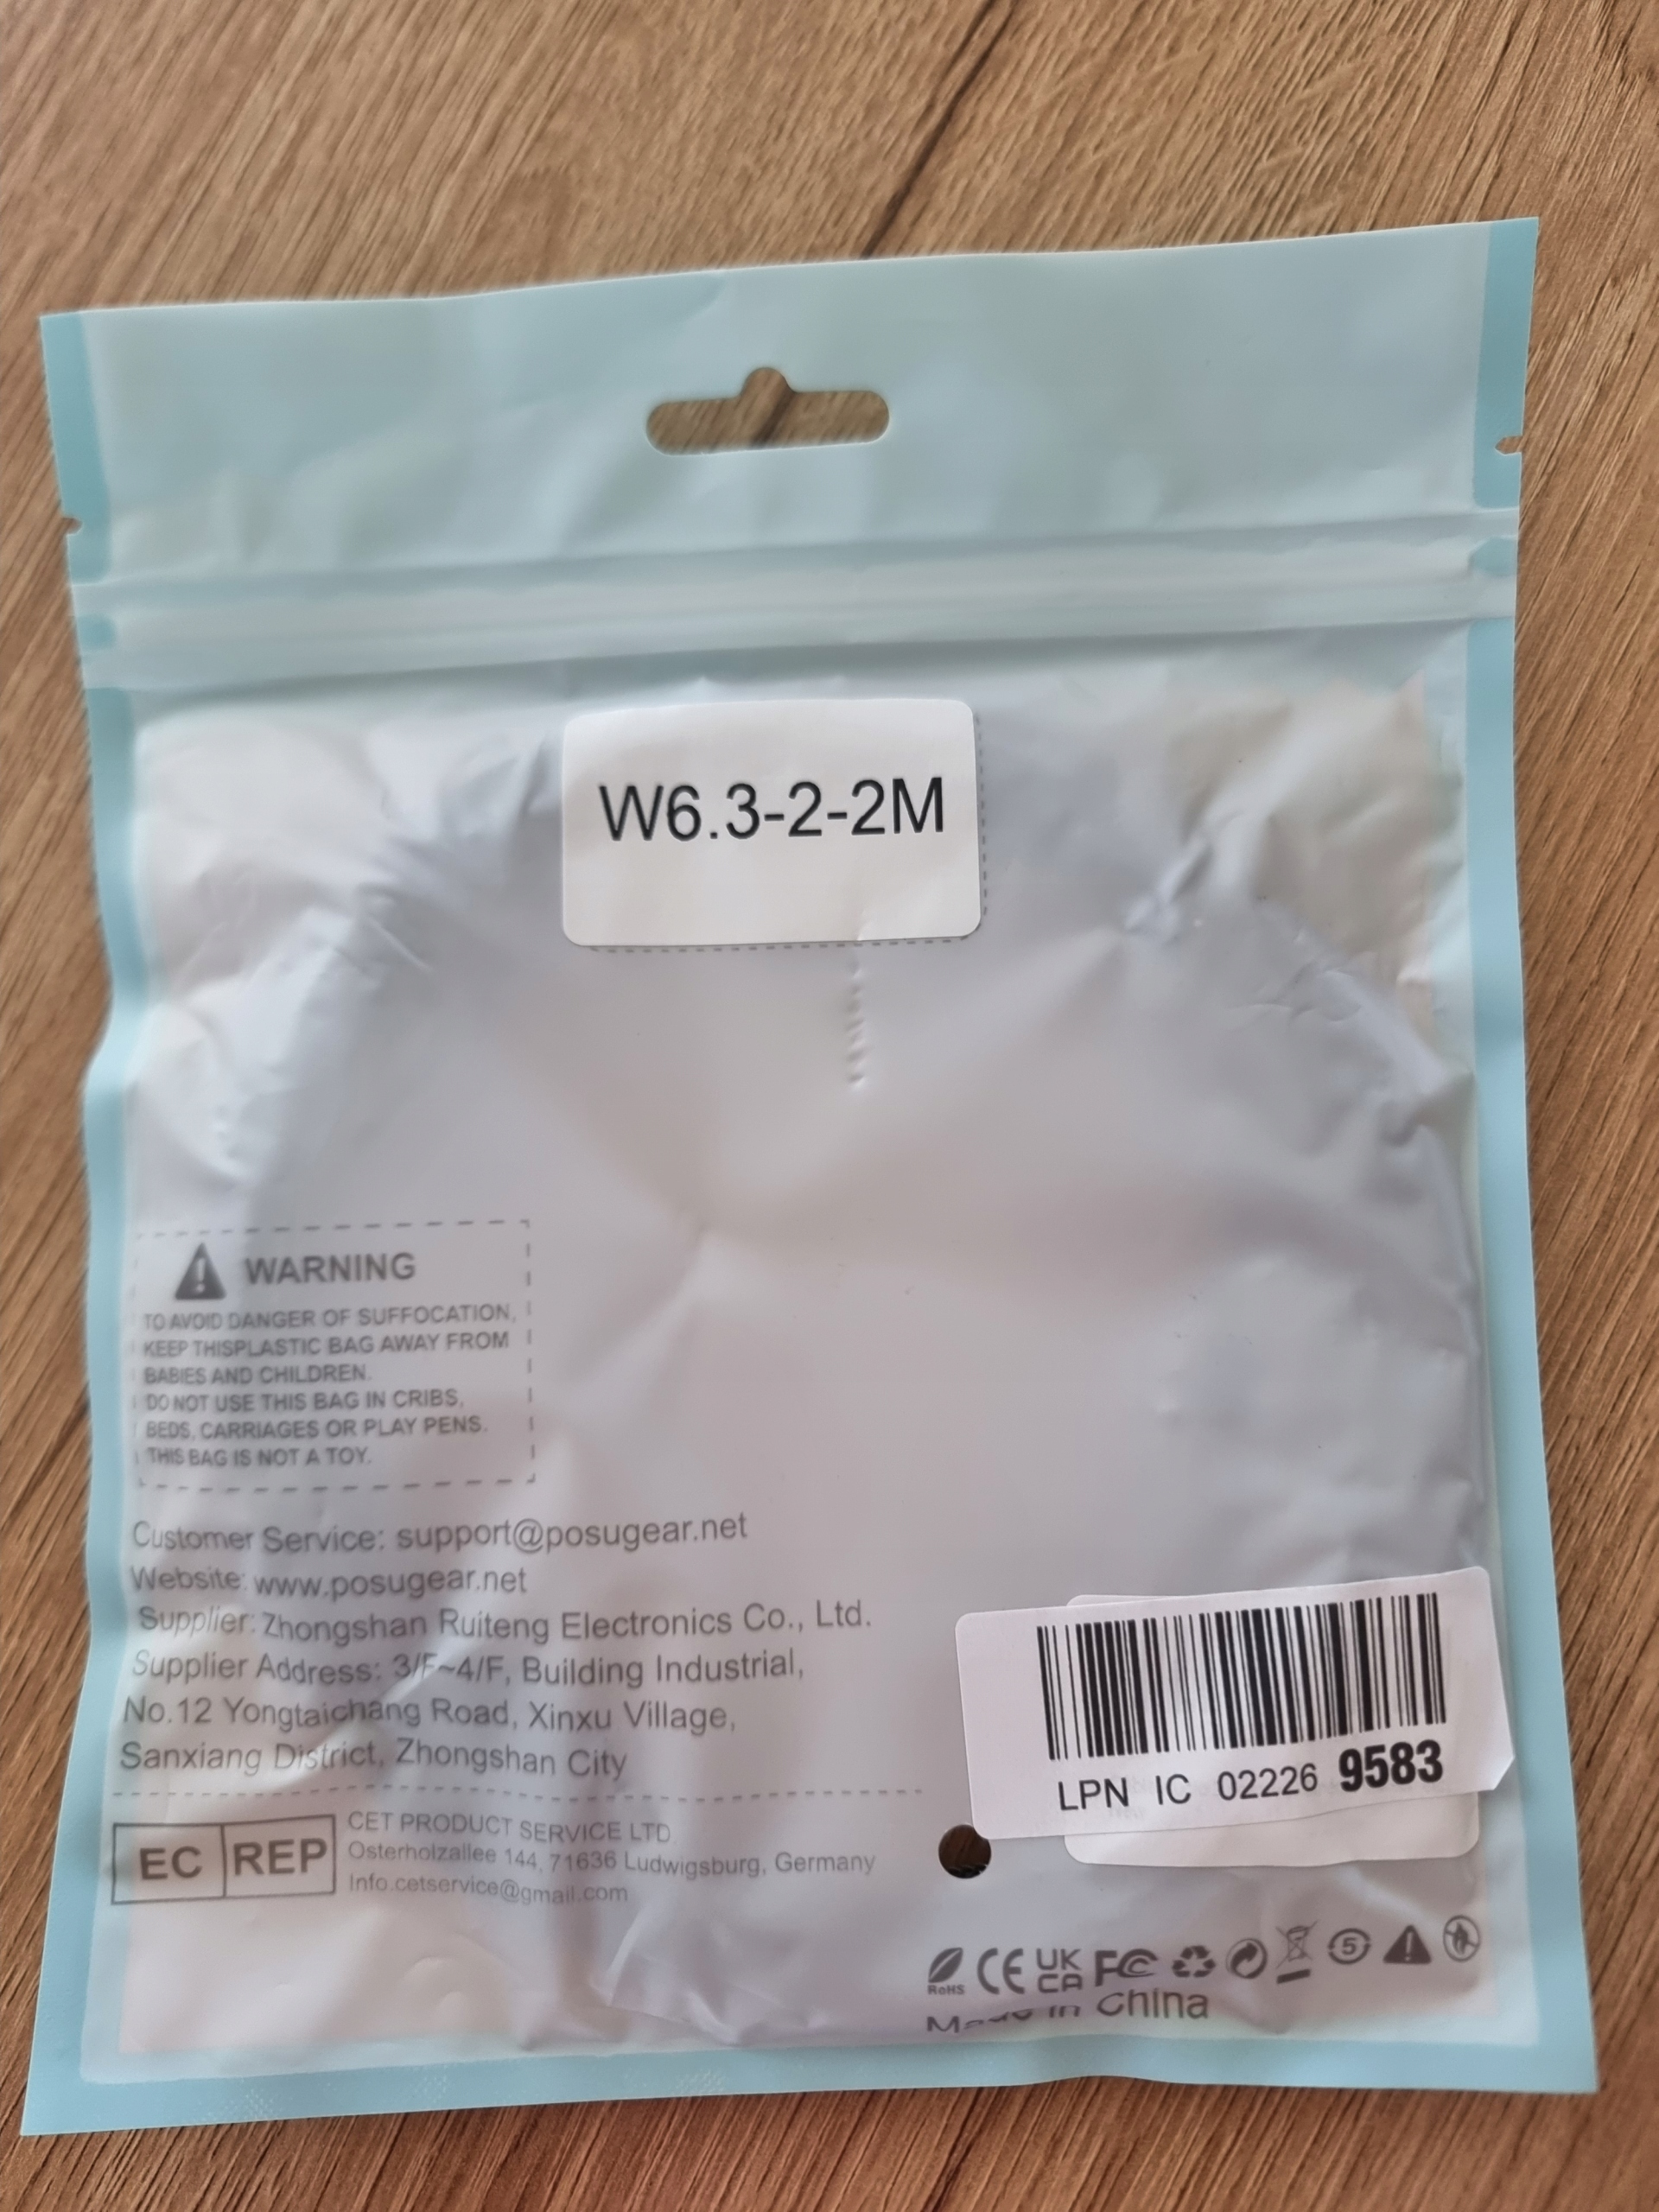 W6.3-2-2M
WARNING
TO AVOID DANGER OF SUFFOCATION,
KEEP THISPLASTIC BAG AWAY FROM
BABIES AND CHILDREN.
DO NOT USE THIS BAG IN CRIBS,
BEDS, CARRIAGES OR PLAY PENS.
THIS BAG IS NOT A TOY.
Customer Service: support@posugear.net
Website: www.posugear.net
Supplier: Zhongshan Ruiteng Electronics Co., Ltd.
Supplier Address: 3/F~4/F, Building Industrial,
No.12 Yongtaichang Road, Xinxu Village,
Sanxiang District, Zhongshan City
LPN IC 02226 9583
EC REP
CET PRODUCT SERVICE LTD.
Osterholzallee 144, 71636 Ludwigsburg, Germany
Info.cetservice@gmail.com
RoHS CE UK CA FC 5
Made in China